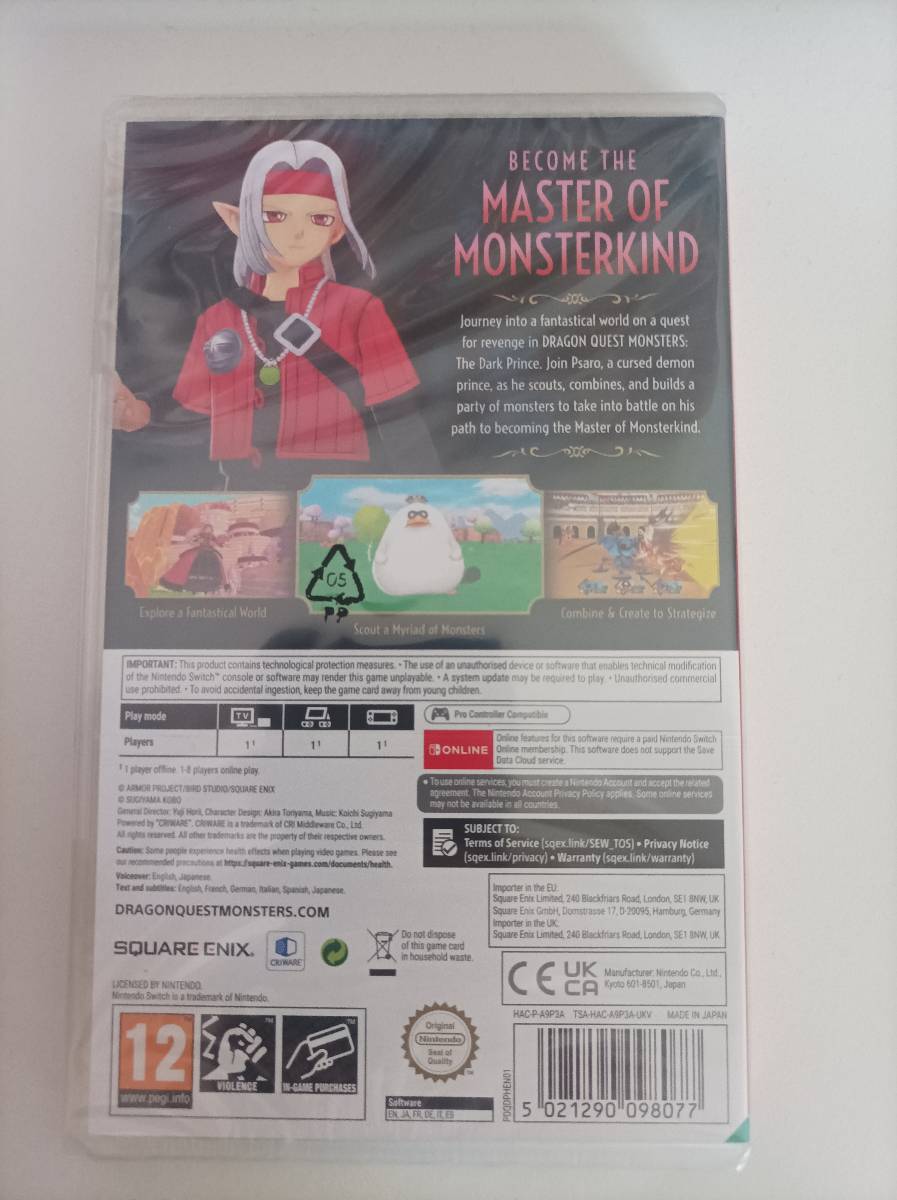 BECOME THE
MASTER OF
MONSTERKIND
Journey into a fantastical world on a quest
for revenge in DRAGON QUEST MONSTERS:
The Dark Prince. Join Psaro, a cursed demon
prince, as he scouts, combines, and builds a
party of monsters to take into battle on his
path to becoming the Master of Monsterkind.
05
PP
Explore a Fantastical World
Scout a Myriad of Monsters
Combine & Create to Strategize
IMPORTANT: This product contains technological protection measures. • The use of an unauthorised device or software that enables technical modification
of the Nintendo Switch™ console or software may render this game unplayable. • A system update may be required to play. • Unauthorised commercial
use prohibited. • To avoid accidental ingestion, keep the game card away from young children.
Play mode
TV
Players 1¹ 1¹ 1¹
¹ 1 player offline. 1-8 players online play.
Pro Controller Compatible
ONLINE
Online features for this software require a paid Nintendo Switch
Online membership. This software does not support the Save
Data Cloud service.
• To use online services, you must create a Nintendo Account and accept the related
agreement. The Nintendo Account Privacy Policy applies. Some online services
may not be available in all countries.
© ARMOR PROJECT/BIRD STUDIO/SQUARE ENIX
© SUGIYAMA KOBO
General Director: Yuji Horii, Character Design: Akira Toriyama, Music: Koichi Sugiyama
Powered by "CRIWARE". CRIWARE is a trademark of CRI Middleware Co., Ltd.
All rights reserved. All other trademarks are the property of their respective owners.
Caution: Some people experience health effects when playing video games. Please see
our recommended precautions at https://square-enix-games.com/documents/health.
Voiceover: English, Japanese.
Text and subtitles: English, French, German, Italian, Spanish, Japanese.
DRAGONQUESTMONSTERS.COM
SUBJECT TO:
Terms of Service (sqex.link/SEW_TOS) • Privacy Notice
(sqex.link/privacy) • Warranty (sqex.link/warranty)
Importer in the EU:
Square Enix Limited, 240 Blackfriars Road, London, SE1 8NW, UK
Square Enix GmbH, Domstrasse 17, D-20095, Hamburg, Germany
Importer in the UK:
Square Enix Limited, 240 Blackfriars Road, London, SE1 8NW, UK
SQUARE ENIX.
CRIWARE
Do not dispose
of this game card
in household waste.
CE UK CA
Manufacturer: Nintendo Co., Ltd.,
Kyoto 601-8501, Japan
LICENSED BY NINTENDO.
Nintendo Switch is a trademark of Nintendo.
HAC-P-A9P3A TSA-HAC-A9P3A-UKV MADE IN JAPAN
12
www.pegi.info
VIOLENCE
IN-GAME PURCHASES
Original
Nintendo
Seal of
Quality
Software
EN, JA, FR, DE, IT, ES
PDQDPHEN01
5 021290 098077